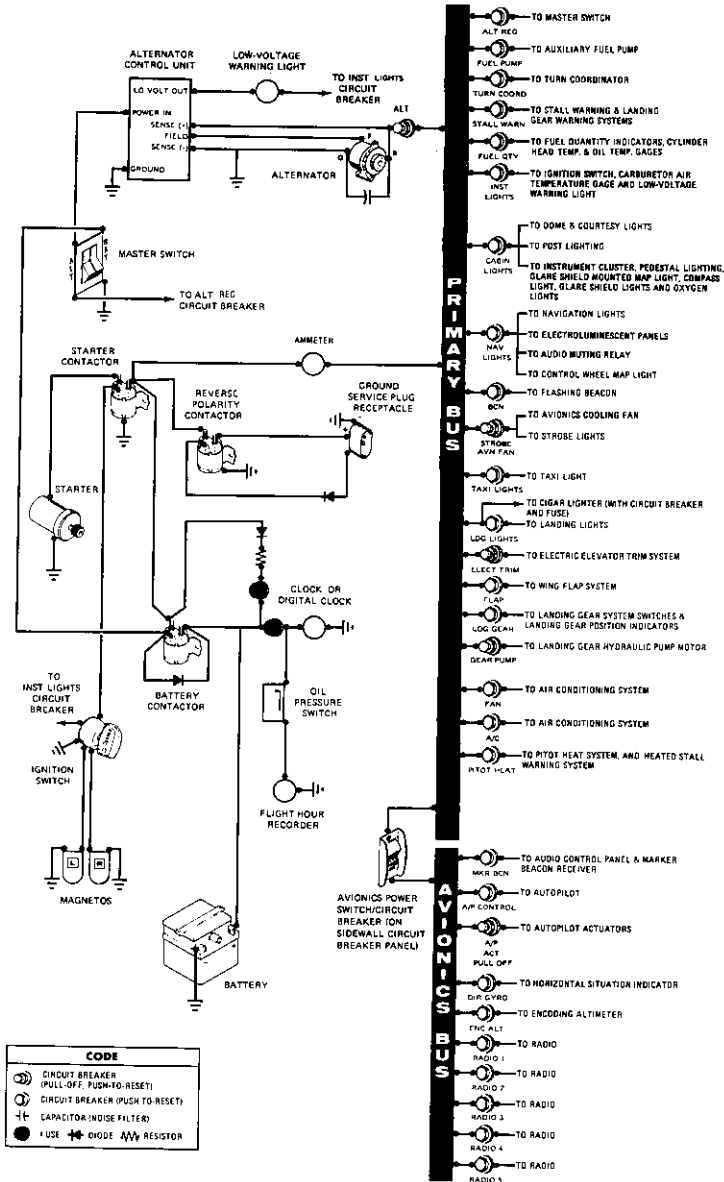 ALTERNATOR
CONTROL UNIT
LOW-VOLTAGE
WARNING LIGHT
LO VOLT OUT
TO INST LIGHTS
CIRCUIT
BREAKER
POWER IN
SENSE (+)
FIELD
SENSE (-)
GROUND
ALT
F
G
B
ALTERNATOR
BAT
ALT
MASTER SWITCH
TO ALT REG
CIRCUIT BREAKER
STARTER
CONTACTOR
AMMETER
REVERSE
POLARITY
CONTACTOR
GROUND
SERVICE PLUG
RECEPTACLE
STARTER
CLOCK OR
DIGITAL CLOCK
BATTERY
CONTACTOR
OIL
PRESSURE
SWITCH
TO
INST LIGHTS
CIRCUIT
BREAKER
IGNITION
SWITCH
FLIGHT HOUR
RECORDER
L
R
MAGNETOS
BATTERY
AVIONICS POWER
SWITCH/CIRCUIT
BREAKER (ON
SIDEWALL CIRCUIT
BREAKER PANEL)
PRIMARY BUS
TO MASTER SWITCH
ALT REG
TO AUXILIARY FUEL PUMP
FUEL PUMP
TO TURN COORDINATOR
TURN COORD
TO STALL WARNING & LANDING
GEAR WARNING SYSTEMS
STALL WARN
TO FUEL QUANTITY INDICATORS, CYLINDER
HEAD TEMP. & OIL TEMP. GAGES
FUEL QTY
TO IGNITION SWITCH, CARBURETOR AIR
TEMPERATURE GAGE AND LOW-VOLTAGE
WARNING LIGHT
INST
LIGHTS
TO DOME & COURTESY LIGHTS
TO POST LIGHTING
TO INSTRUMENT CLUSTER, PEDESTAL LIGHTING,
GLARE SHIELD MOUNTED MAP LIGHT, COMPASS
LIGHT, GLARE SHIELD LIGHTS AND OXYGEN
LIGHTS
CABIN
LIGHTS
TO NAVIGATION LIGHTS
TO ELECTROLUMINESCENT PANELS
TO AUDIO MUTING RELAY
TO CONTROL WHEEL MAP LIGHT
NAV
LIGHTS
TO FLASHING BEACON
BCN
TO AVIONICS COOLING FAN
TO STROBE LIGHTS
STROBE
AVN FAN
TO TAXI LIGHT
TAXI LIGHTS
TO CIGAR LIGHTER (WITH CIRCUIT BREAKER
AND FUSE)
TO LANDING LIGHTS
LDG LIGHTS
TO ELECTRIC ELEVATOR TRIM SYSTEM
ELECT TRIM
TO WING FLAP SYSTEM
FLAP
TO LANDING GEAR SYSTEM SWITCHES &
LANDING GEAR POSITION INDICATORS
LDG GEAR
TO LANDING GEAR HYDRAULIC PUMP MOTOR
GEAR PUMP
TO AIR CONDITIONING SYSTEM
FAN
TO AIR CONDITIONING SYSTEM
A/C
TO PITOT HEAT SYSTEM, AND HEATED STALL
WARNING SYSTEM
PITOT HEAT
AVIONICS BUS
TO AUDIO CONTROL PANEL & MARKER
BEACON RECEIVER
MKR BCN
TO AUTOPILOT
A/P CONTROL
TO AUTOPILOT ACTUATORS
A/P
ACT
PULL OFF
TO HORIZONTAL SITUATION INDICATOR
DIR GYRO
TO ENCODING ALTIMETER
ENC ALT
TO RADIO
RADIO 1
TO RADIO
RADIO 2
TO RADIO
RADIO 3
TO RADIO
RADIO 4
TO RADIO
RADIO 5
CODE
CIRCUIT BREAKER
(PULL-OFF, PUSH-TO-RESET)
CIRCUIT BREAKER (PUSH TO-RESET)
CAPACITOR (NOISE FILTER)
FUSE DIODE RESISTOR